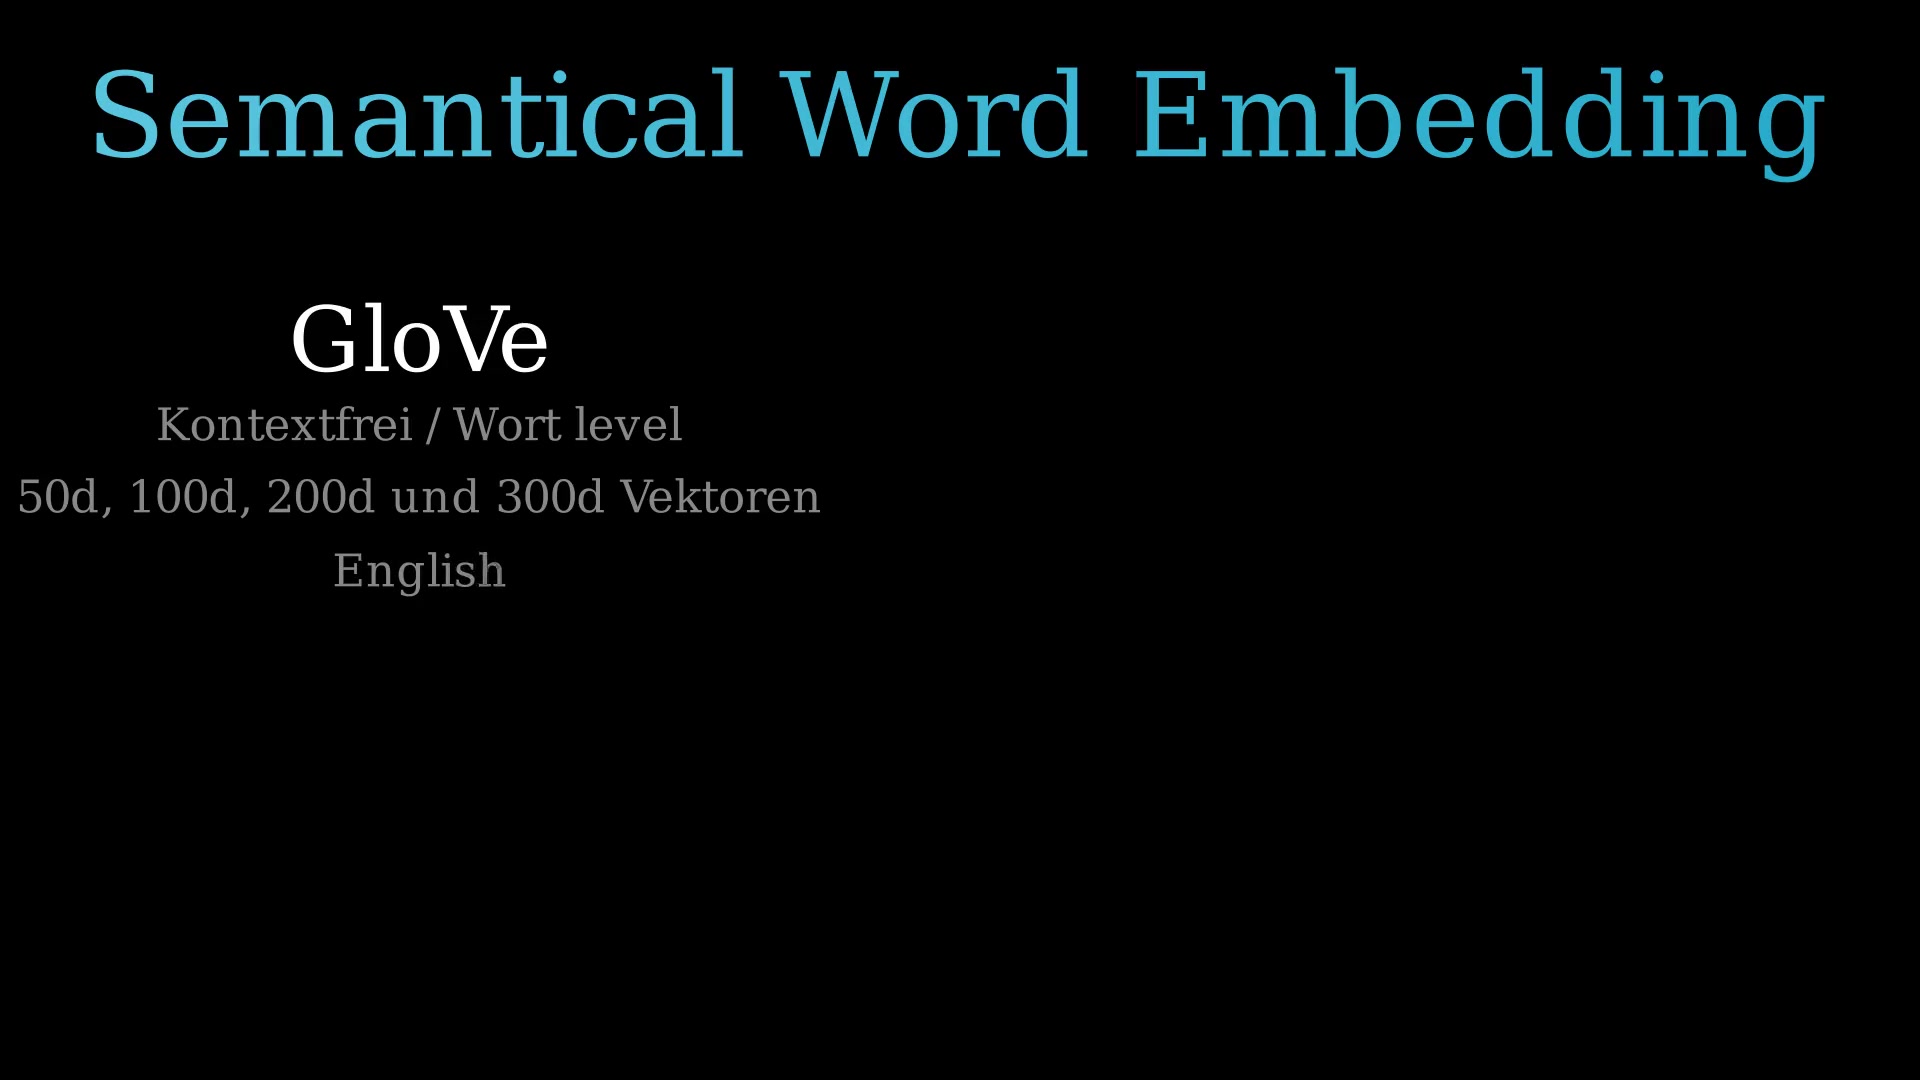 Semantical Word Embedding
GloVe
Kontextfrei / Wort level
50d, 100d, 200d und 300d Vektoren
English